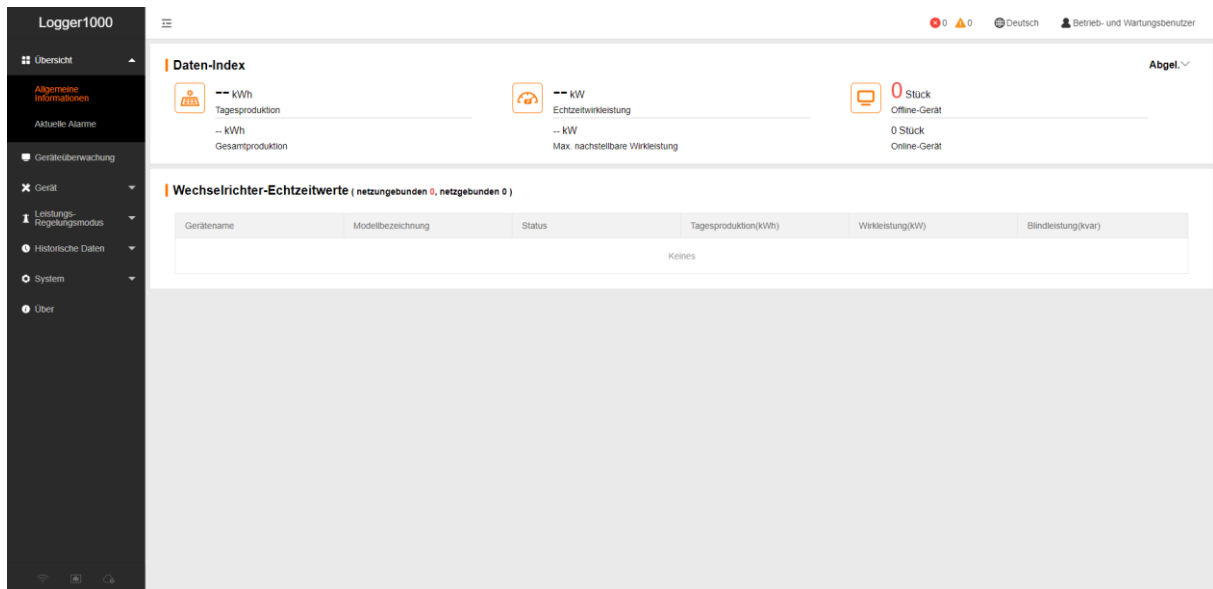 Logger1000
0 0 Deutsch Betrieb- und Wartungsbenutzer
Übersicht
Allgemeine
Informationen
Aktuelle Alarme
Geräteüberwachung
Gerät
Leistungs-
Regelungsmodus
Historische Daten
System
Über
Daten-Index
Abgel.
-- kWh
Tagesproduktion
-- kWh
Gesamtproduktion
-- kW
Echtzeitwirkleistung
-- kW
Max. nachstellbare Wirkleistung
0 Stück
Offline-Gerät
0 Stück
Online-Gerät
Wechselrichter-Echtzeitwerte ( netzungebunden 0, netzgebunden 0 )
Gerätename Modellbezeichnung Status Tagesproduktion(kWh) Wirkleistung(kW) Blindleistung(kvar)
Keines